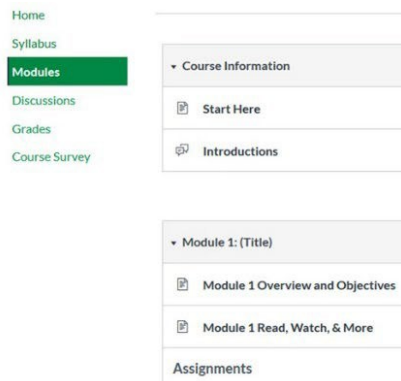 Home
Syllabus
Modules
Discussions
Grades
Course Survey
Course Information
Start Here
Introductions
Module 1: (Title)
Module 1 Overview and Objectives
Module 1 Read, Watch, & More
Assignments